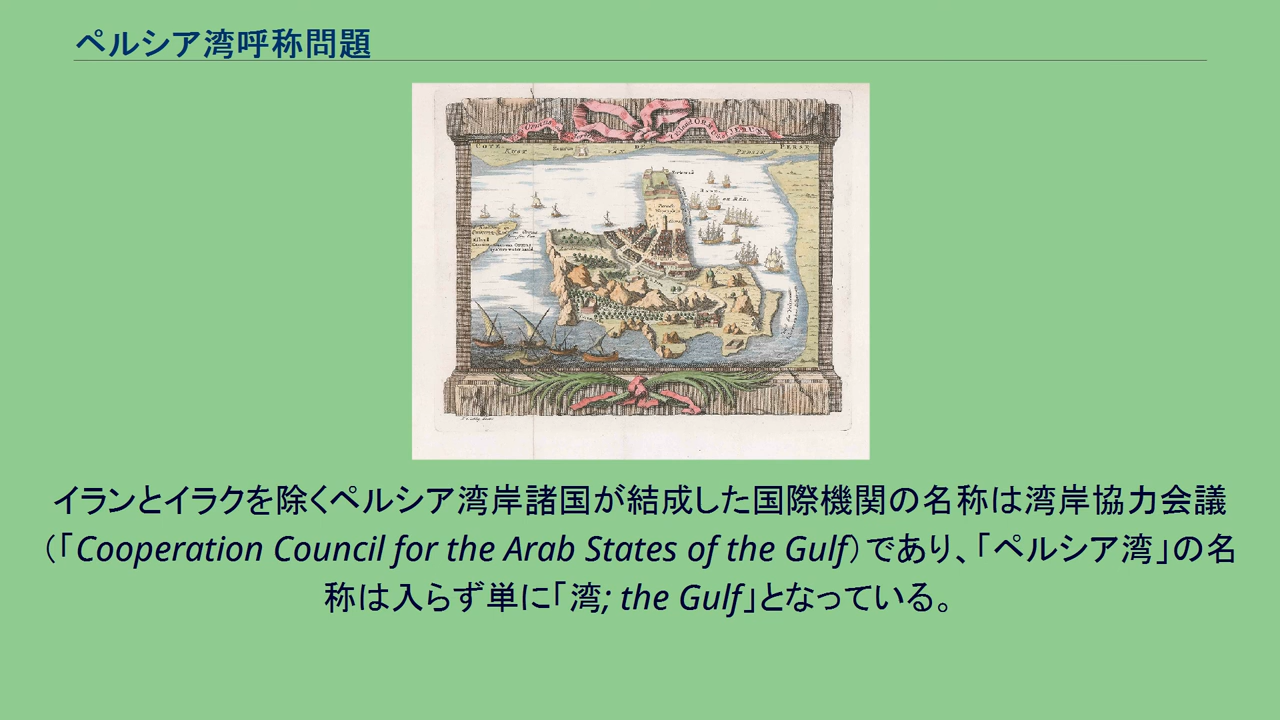 ペルシア湾呼称問題
イランとイラクを除くペルシア湾岸諸国が結成した国際機関の名称は湾岸協力会議
（「Cooperation Council for the Arab States of the Gulf）であり、「ペルシア湾」の名
称は入らず単に「湾; the Gulf」となっている。